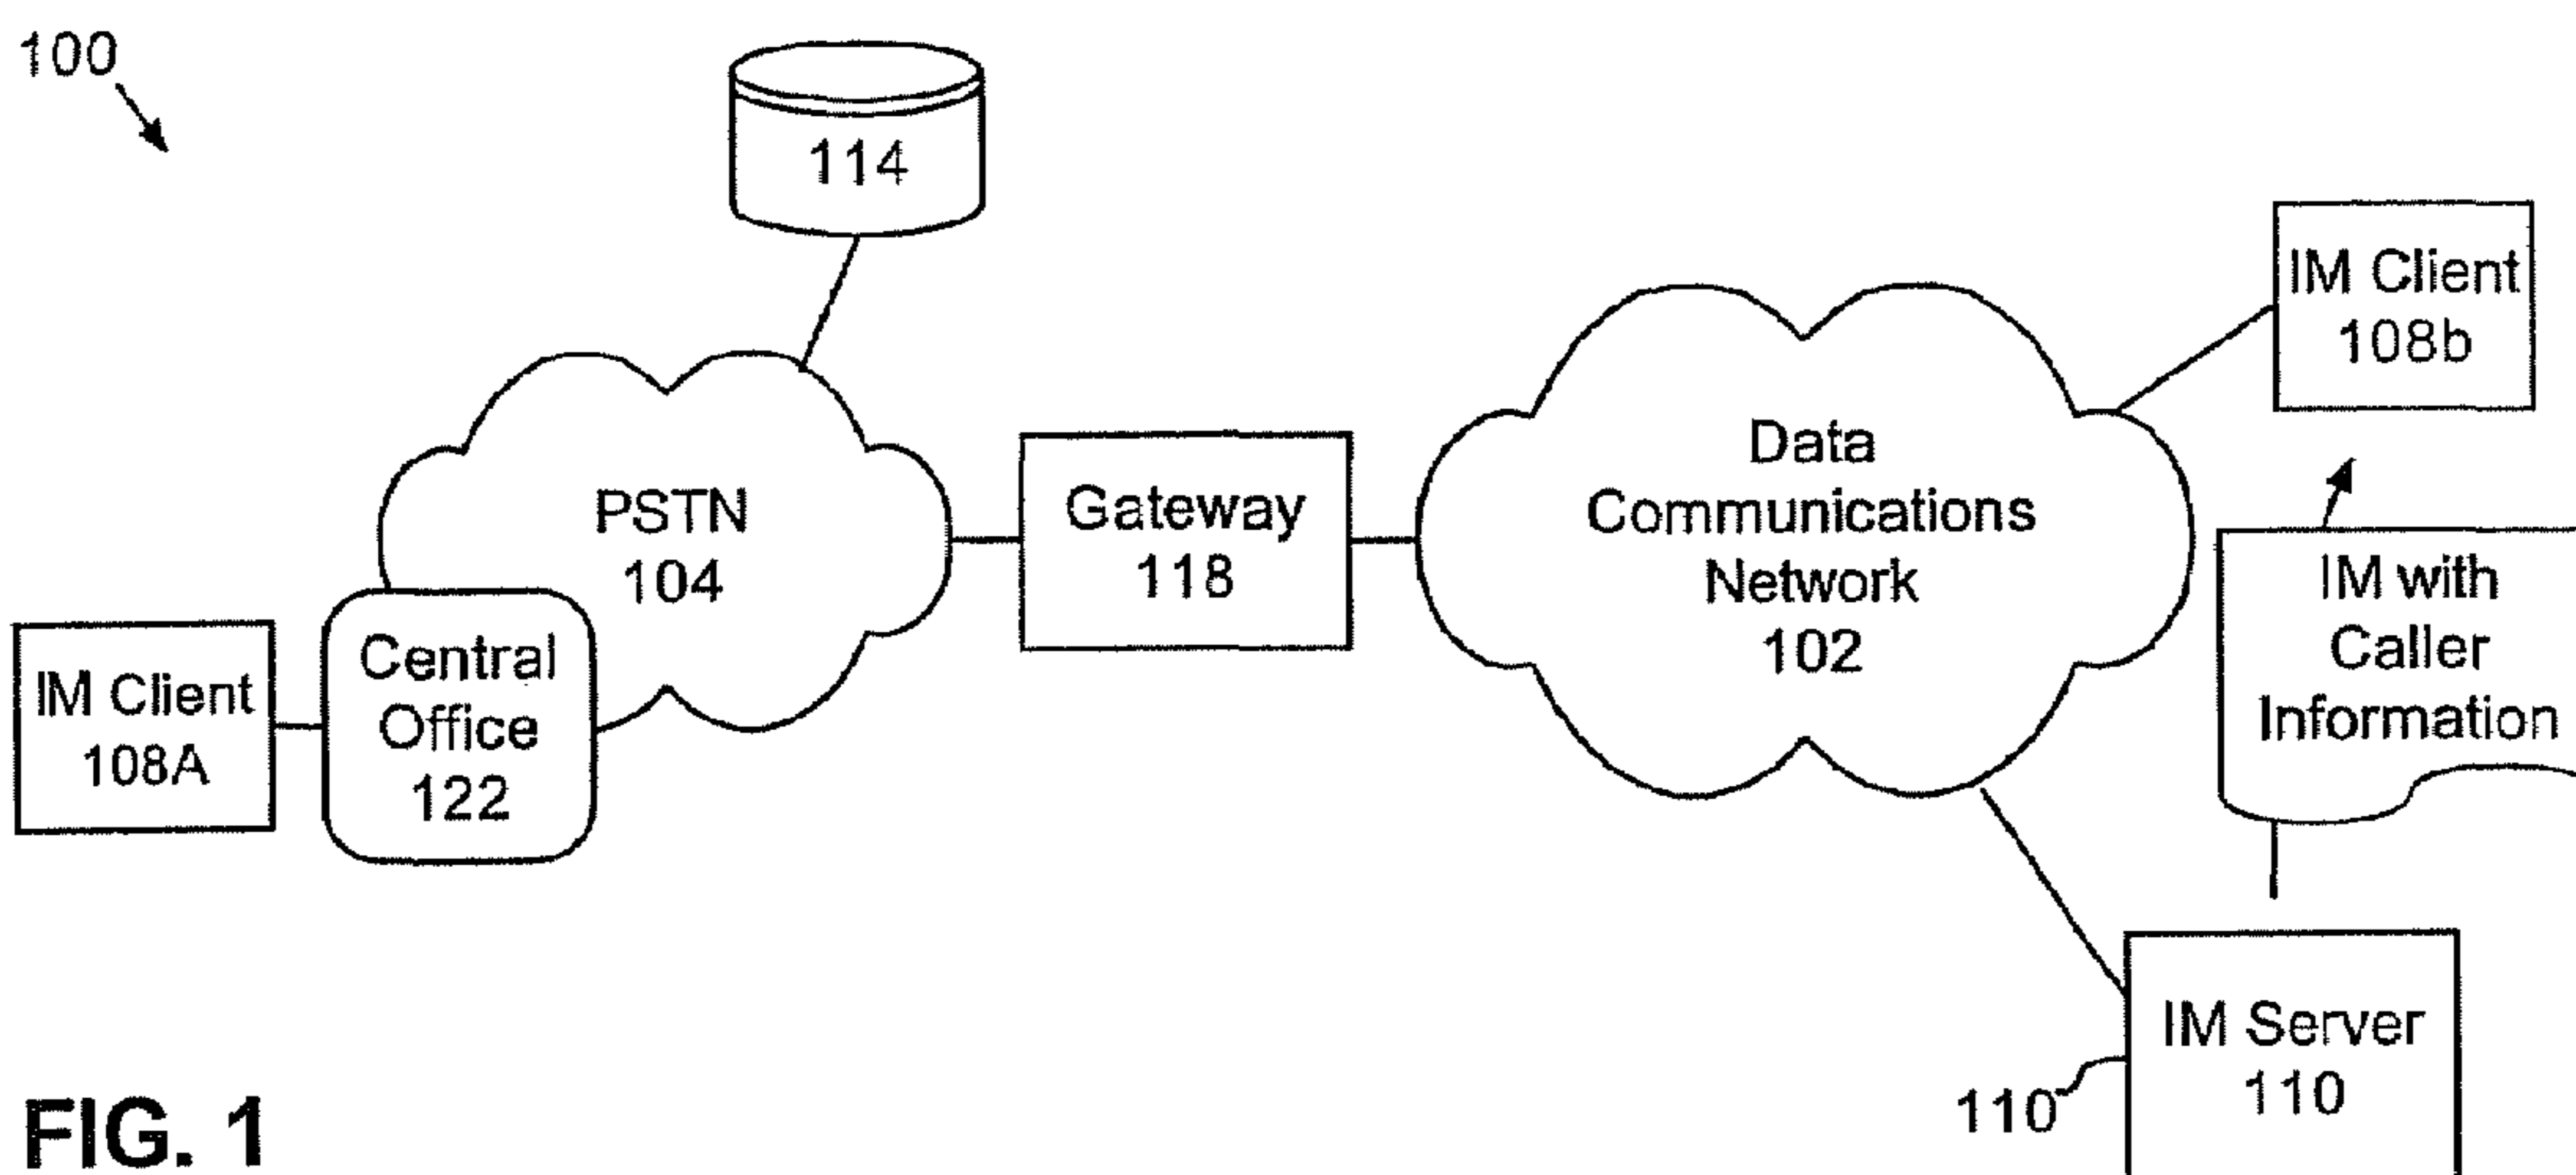 100
114
IM Client
108b
Data
Communications
Network
102
PSTN
104
Gateway
118
IM with
Caller
Information
Central
Office
122
IM Client
108A
IM Server
110
110
FIG. 1